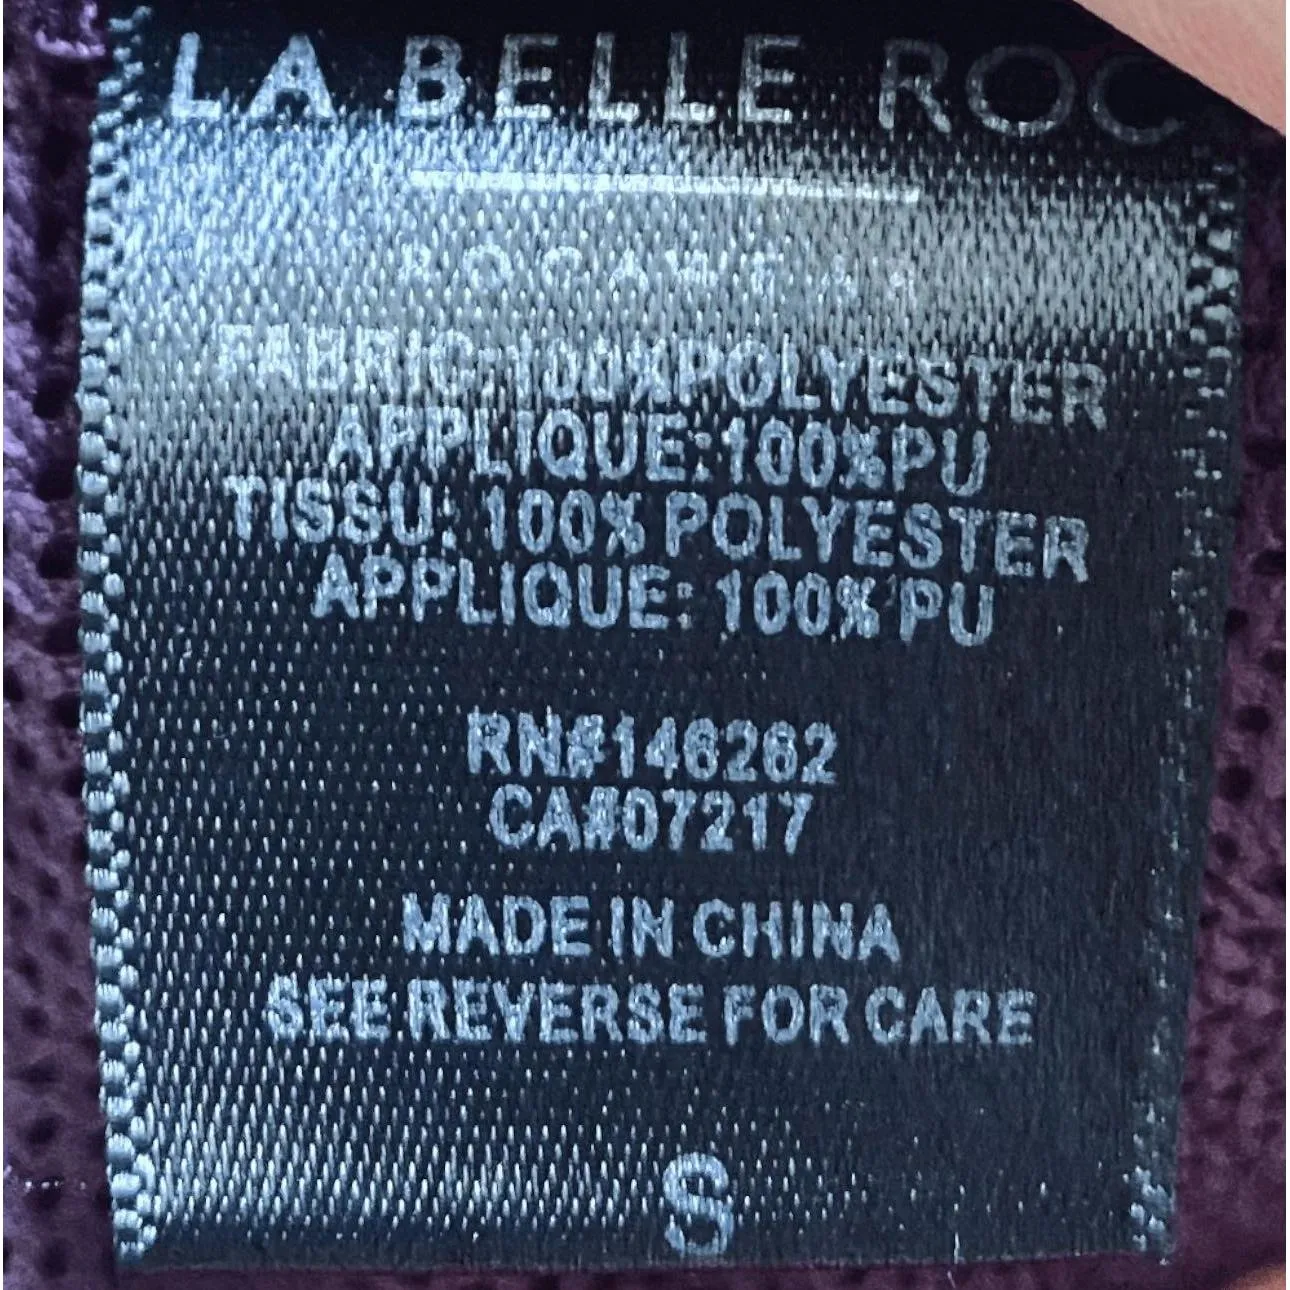 LA BELLE ROC
FABRIC:100%POLYESTER
APPLIQUE:100%PU
TISSU: 100% POLYESTER
APPLIQUE: 100% PU
RN#146262
CA#07217
MADE IN CHINA
SEE REVERSE FOR CARE
S